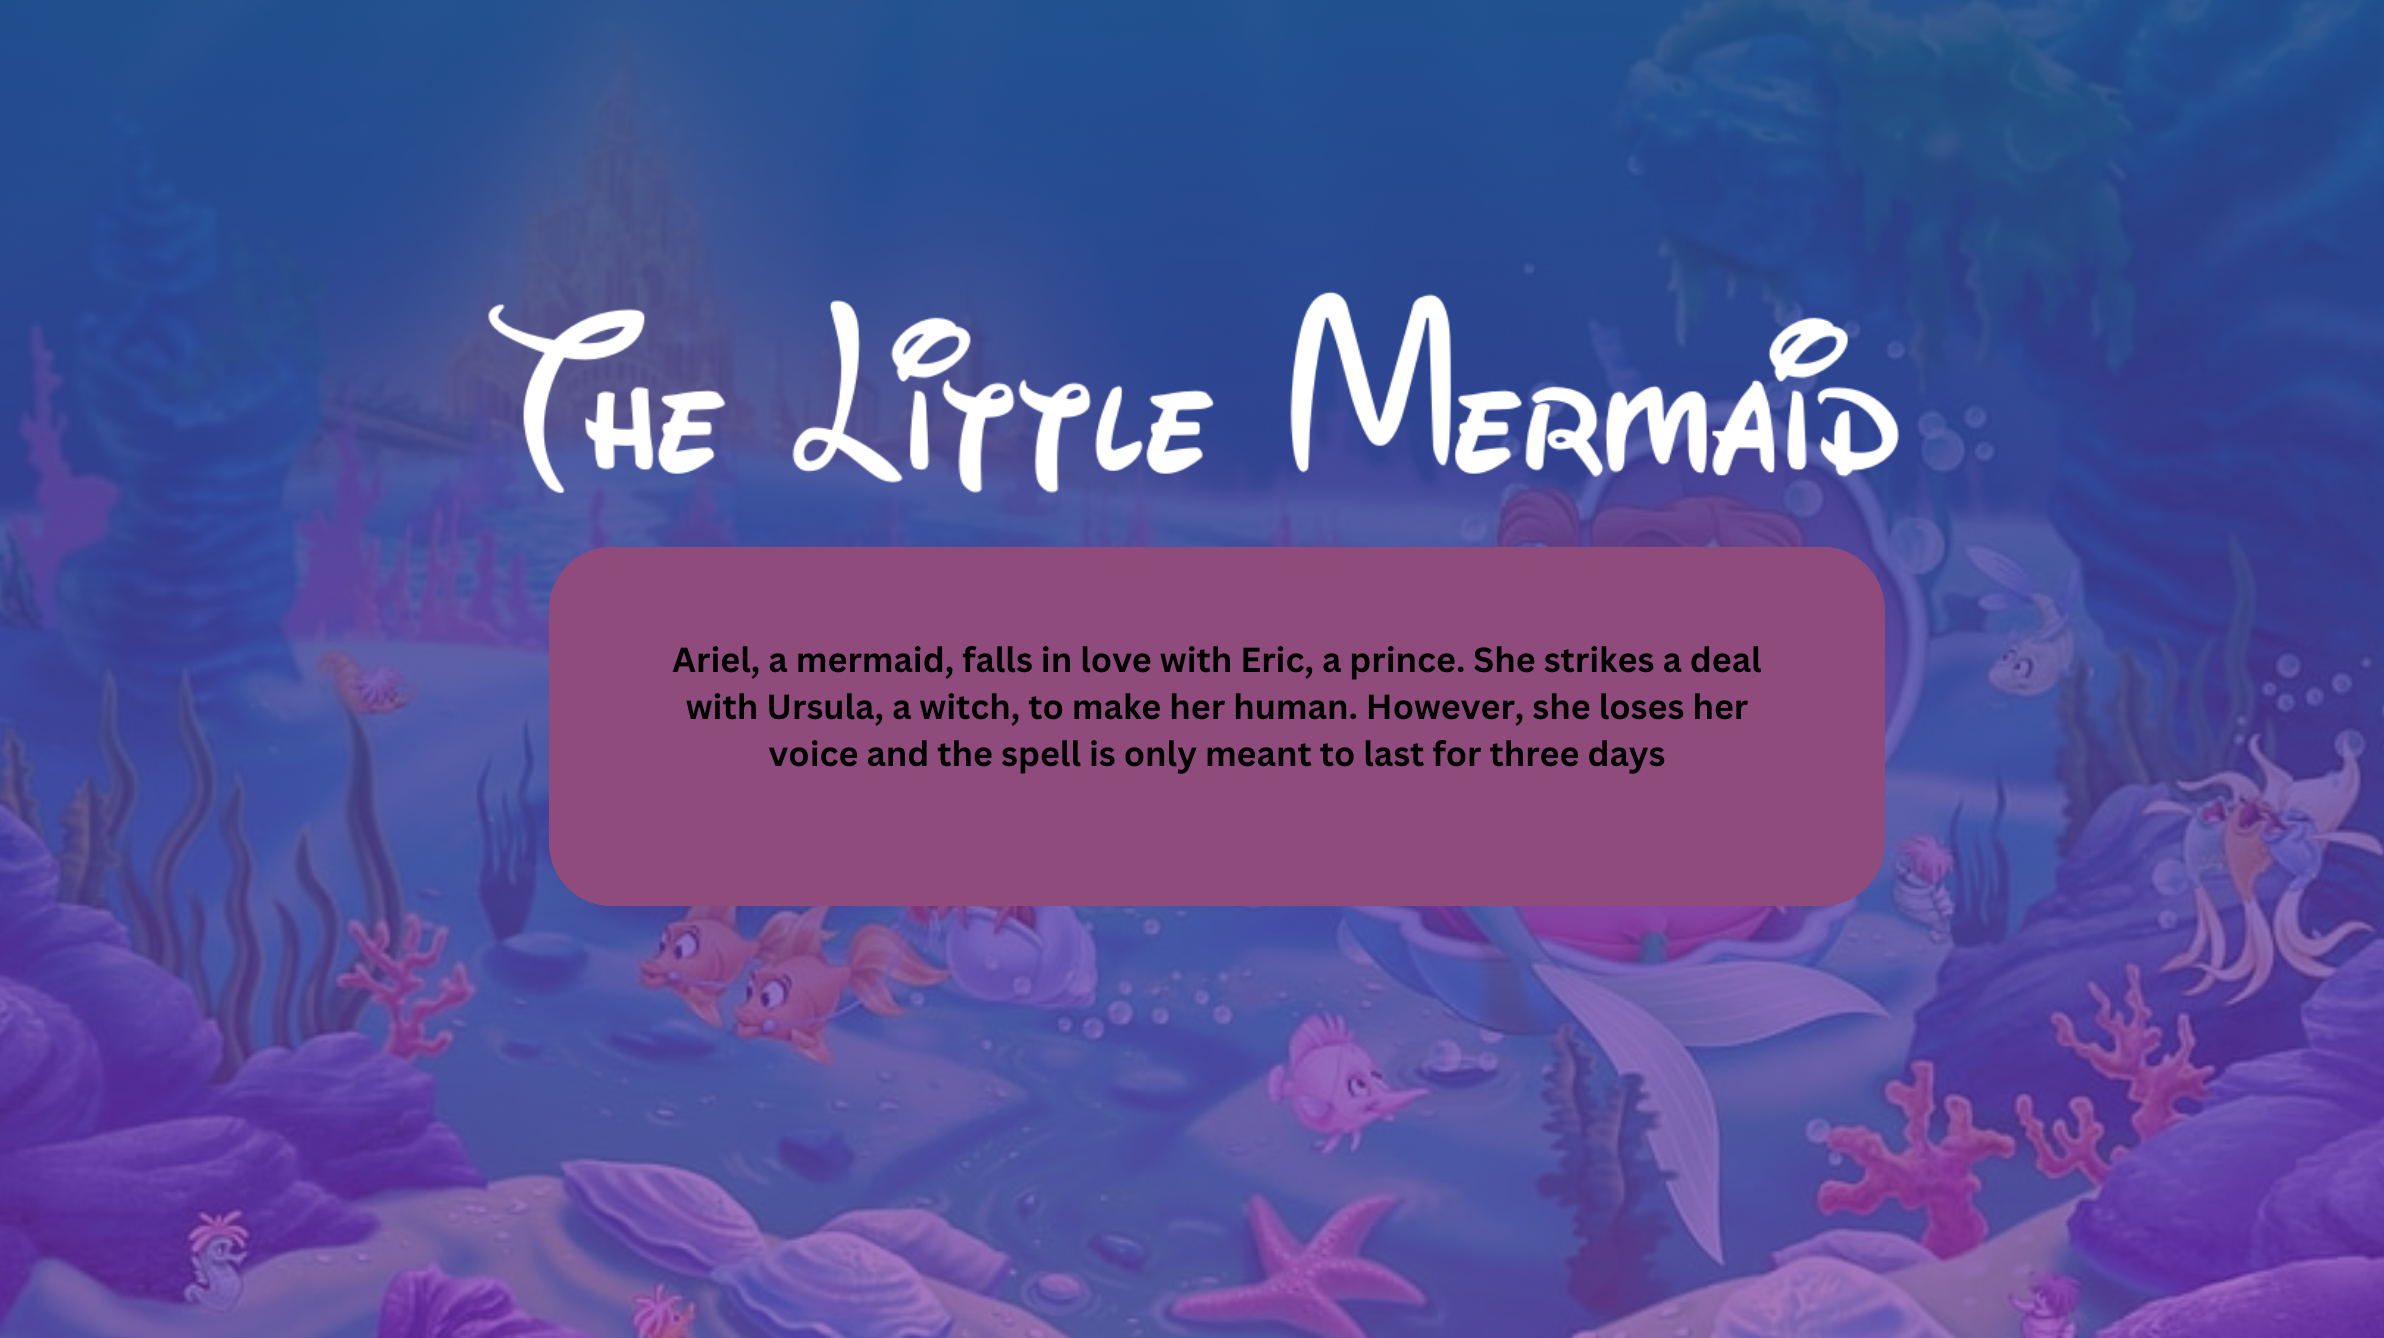 The Little Mermaid
Ariel, a mermaid, falls in love with Eric, a prince. She strikes a deal
with Ursula, a witch, to make her human. However, she loses her
voice and the spell is only meant to last for three days